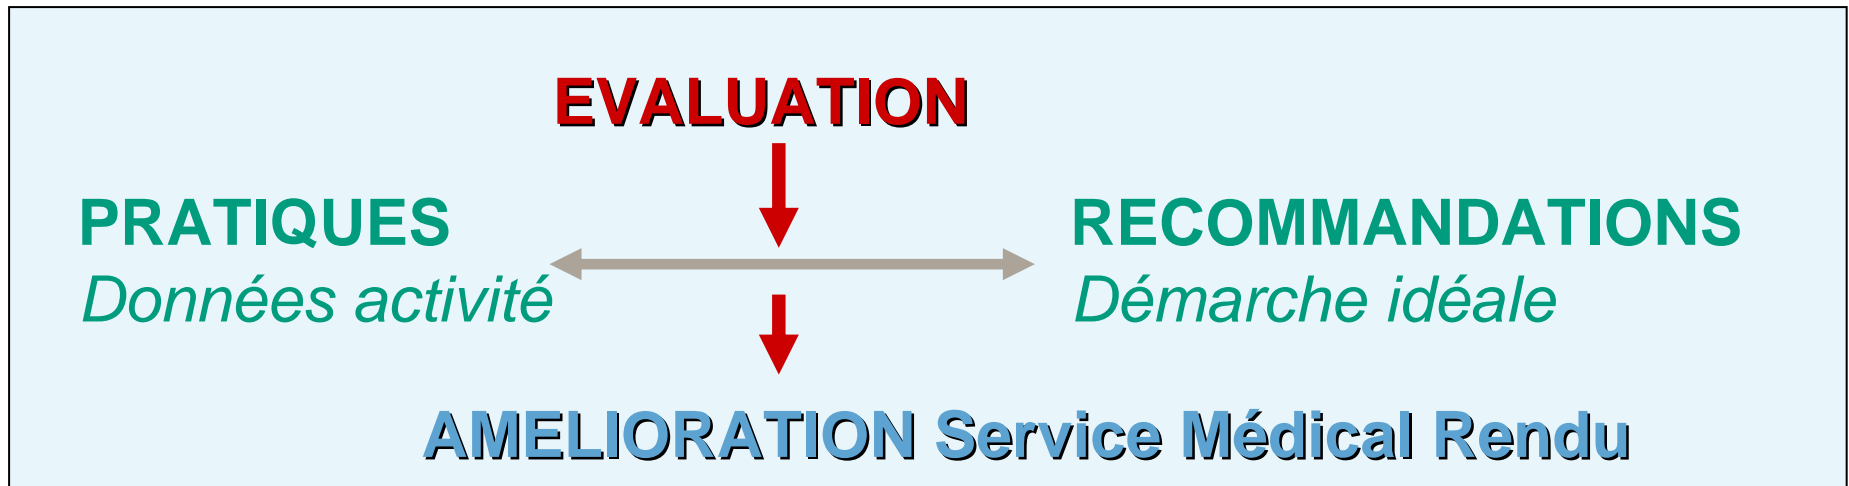 EVALUATION
PRATIQUES
Données activité
RECOMMANDATIONS
Démarche idéale
AMELIORATION Service Médical Rendu